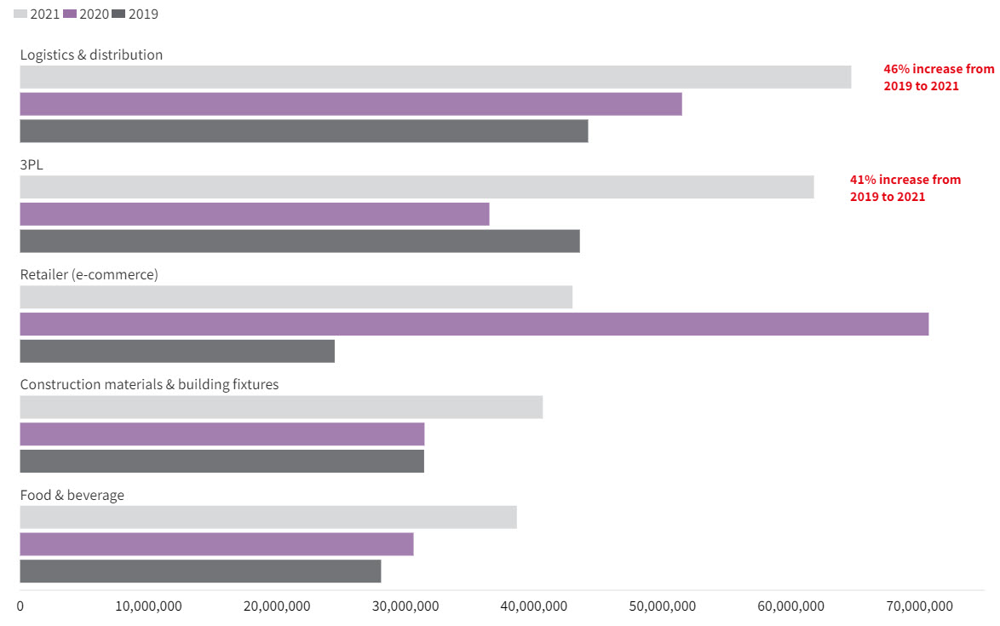 2021 2020 2019
Logistics & distribution
46% increase from
2019 to 2021
3PL
41% increase from
2019 to 2021
Retailer (e-commerce)
Construction materials & building fixtures
Food & beverage
0 10,000,000 20,000,000 30,000,000 40,000,000 50,000,000 60,000,000 70,000,000